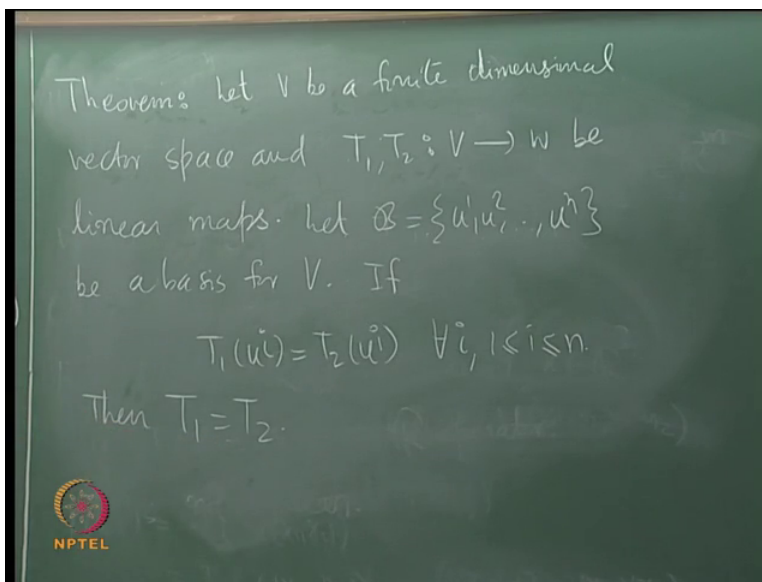 Theorem: Let V be a finite dimensional
vector space and T₁, T₂ : V → W be
linear maps. Let ℬ = {u¹, u², .., uⁿ}
be a basis for V. If
T₁(uⁱ) = T₂(uⁱ) ∀i, 1 ≤ i ≤ n.
Then T₁ = T₂.
NPTEL